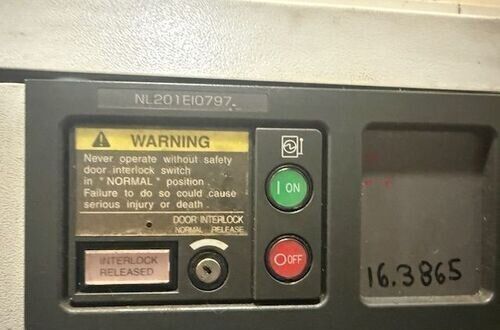 NL201EI0797
WARNING
Never operate without safety
door interlock switch
in "NORMAL" position.
Failure to do so could cause
serious injury or death.
DOOR INTERLOCK
NORMAL RELEASE
INTERLOCK
RELEASED
I ON
O OFF
16.3865